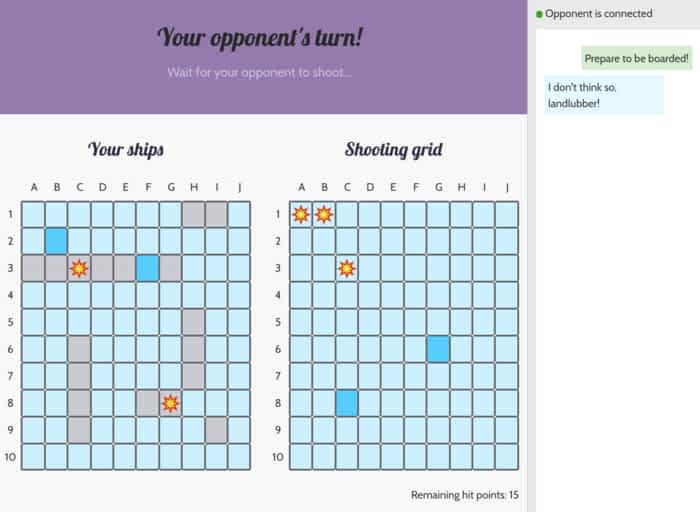 Your opponent's turn!
Wait for your opponent to shoot...
Your ships
Shooting grid
A B C D E F G H I J
A B C D E F G H I J
1
2
3
4
5
6
7
8
9
10
1
2
3
4
5
6
7
8
9
10
Remaining hit points: 15
Opponent is connected
Prepare to be boarded!
I don't think so,
landlubber!